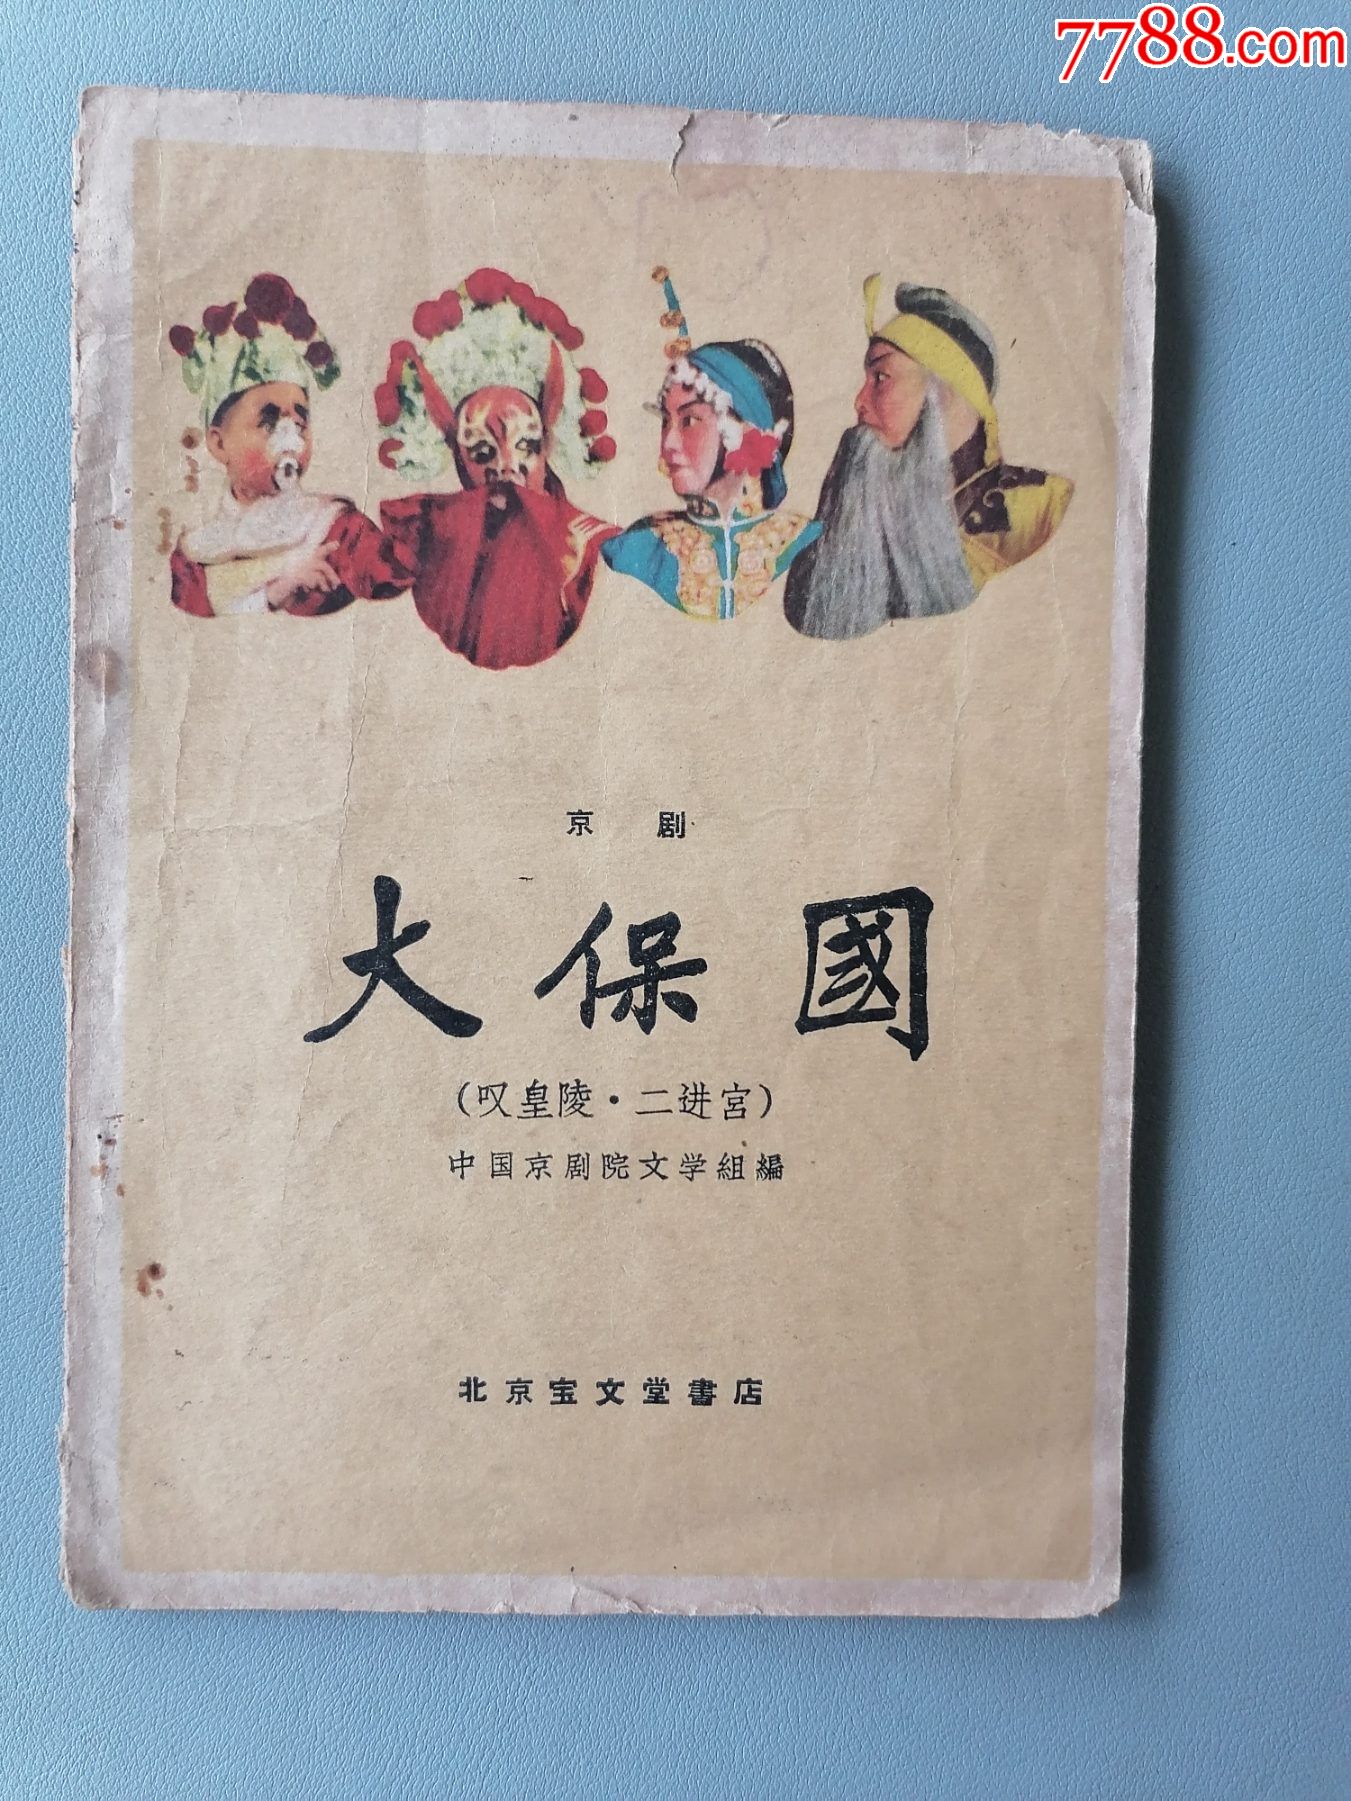 7788.com
京剧
大保國
(叹皇陵·二进宫)
中国京剧院文学組編
北京宝文堂書店